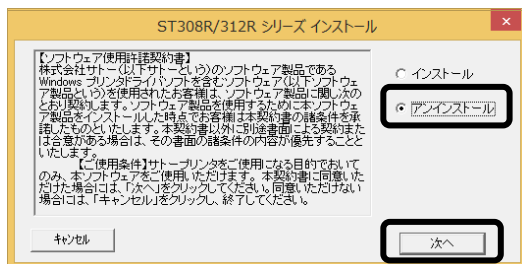 ST308R/312R シリーズ インストール
【ソフトウェア使用許諾契約書】
株式会社サトー(以下サトーという)のソフトウェア製品である
Windows プリンタドライバソフトを含むソフトウェア(以下ソフトウェ
ア製品という)を使用されたお客様は、ソフトウェア製品に関し次の
とおり契約します。ソフトウェア製品を使用するために本ソフトウェ
ア製品をインストールした時点でお客様は本契約書の諸条件を承
諾したものといたします。本契約書以外に別途書面による契約また
は合意がある場合は、その書面の諸条件の内容が優先することと
いたします。
【ご使用条件】サトープリンタをご使用になる目的でおいて
のみ、本ソフトウェアをご使用いただけます。本契約書に同意いた
だけた場合には、「次へ」をクリックしてください。同意いただけない
場合には、「キャンセル」をクリックし、終了してください。
インストール
アンインストール
キャンセル
次へ